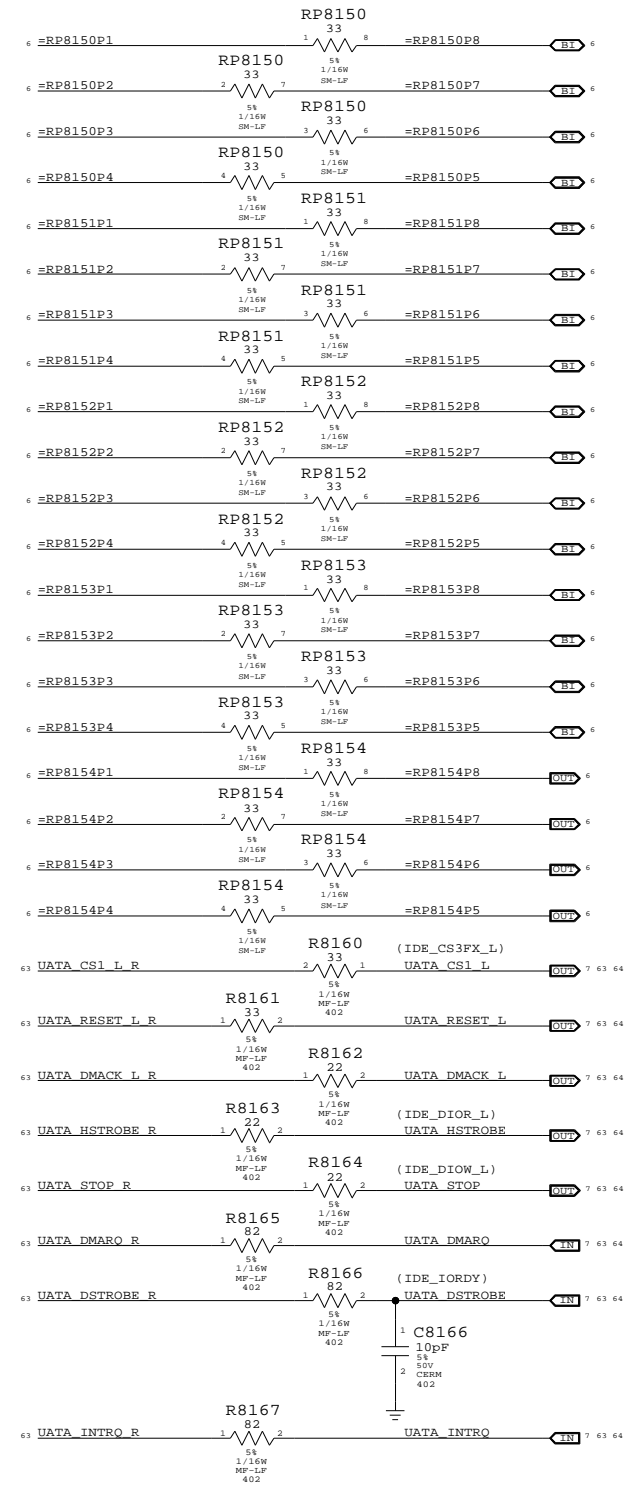 RP8150
33
6 =RP8150P1 1 8 =RP8150P8 BI 6
5%
1/16W
SM-LF
RP8150
33
6 =RP8150P2 2 7 =RP8150P7 BI 6
5%
1/16W
SM-LF
RP8150
33
6 =RP8150P3 3 6 =RP8150P6 BI 6
5%
1/16W
SM-LF
RP8150
33
6 =RP8150P4 4 5 =RP8150P5 BI 6
5%
1/16W
SM-LF
RP8151
33
6 =RP8151P1 1 8 =RP8151P8 BI 6
5%
1/16W
SM-LF
RP8151
33
6 =RP8151P2 2 7 =RP8151P7 BI 6
5%
1/16W
SM-LF
RP8151
33
6 =RP8151P3 3 6 =RP8151P6 BI 6
5%
1/16W
SM-LF
RP8151
33
6 =RP8151P4 4 5 =RP8151P5 BI 6
5%
1/16W
SM-LF
RP8152
33
6 =RP8152P1 1 8 =RP8152P8 BI 6
5%
1/16W
SM-LF
RP8152
33
6 =RP8152P2 2 7 =RP8152P7 BI 6
5%
1/16W
SM-LF
RP8152
33
6 =RP8152P3 3 6 =RP8152P6 BI 6
5%
1/16W
SM-LF
RP8152
33
6 =RP8152P4 4 5 =RP8152P5 BI 6
5%
1/16W
SM-LF
RP8153
33
6 =RP8153P1 1 8 =RP8153P8 BI 6
5%
1/16W
SM-LF
RP8153
33
6 =RP8153P2 2 7 =RP8153P7 BI 6
5%
1/16W
SM-LF
RP8153
33
6 =RP8153P3 3 6 =RP8153P6 BI 6
5%
1/16W
SM-LF
RP8153
33
6 =RP8153P4 4 5 =RP8153P5 BI 6
5%
1/16W
SM-LF
RP8154
33
6 =RP8154P1 1 8 =RP8154P8 OUT 6
5%
1/16W
SM-LF
RP8154
33
6 =RP8154P2 2 7 =RP8154P7 OUT 6
5%
1/16W
SM-LF
RP8154
33
6 =RP8154P3 3 6 =RP8154P6 OUT 6
5%
1/16W
SM-LF
RP8154
33
6 =RP8154P4 4 5 =RP8154P5 OUT 6
5%
1/16W
SM-LF
R8160 (IDE_CS3FX_L)
33
63 UATA_CS1_L_R 2 1 UATA_CS1_L OUT 7 63 64
5%
1/16W
MF-LF
402
R8161
33
63 UATA_RESET_L_R 1 2 UATA_RESET_L OUT 7 63 64
5%
1/16W
MF-LF
402
R8162
22
63 UATA_DMACK_L_R 1 2 UATA_DMACK_L OUT 7 63 64
5%
1/16W
MF-LF
402
R8163 (IDE_DIOR_L)
22
63 UATA_HSTROBE_R 1 2 UATA_HSTROBE OUT 7 63 64
5%
1/16W
MF-LF
402
R8164 (IDE_DIOW_L)
22
63 UATA_STOP_R 1 2 UATA_STOP OUT 7 63 64
5%
1/16W
MF-LF
402
R8165
82
63 UATA_DMARQ_R 1 2 UATA_DMARQ IN 7 63 64
5%
1/16W
MF-LF
402
R8166 (IDE_IORDY)
82
63 UATA_DSTROBE_R 1 2 UATA_DSTROBE IN 7 63 64
5%
1/16W
MF-LF
402
1 C8166
10pF
5%
50V
2 CERM
402
R8167
82
63 UATA_INTRQ_R 1 2 UATA_INTRQ IN 7 63 64
5%
1/16W
MF-LF
402